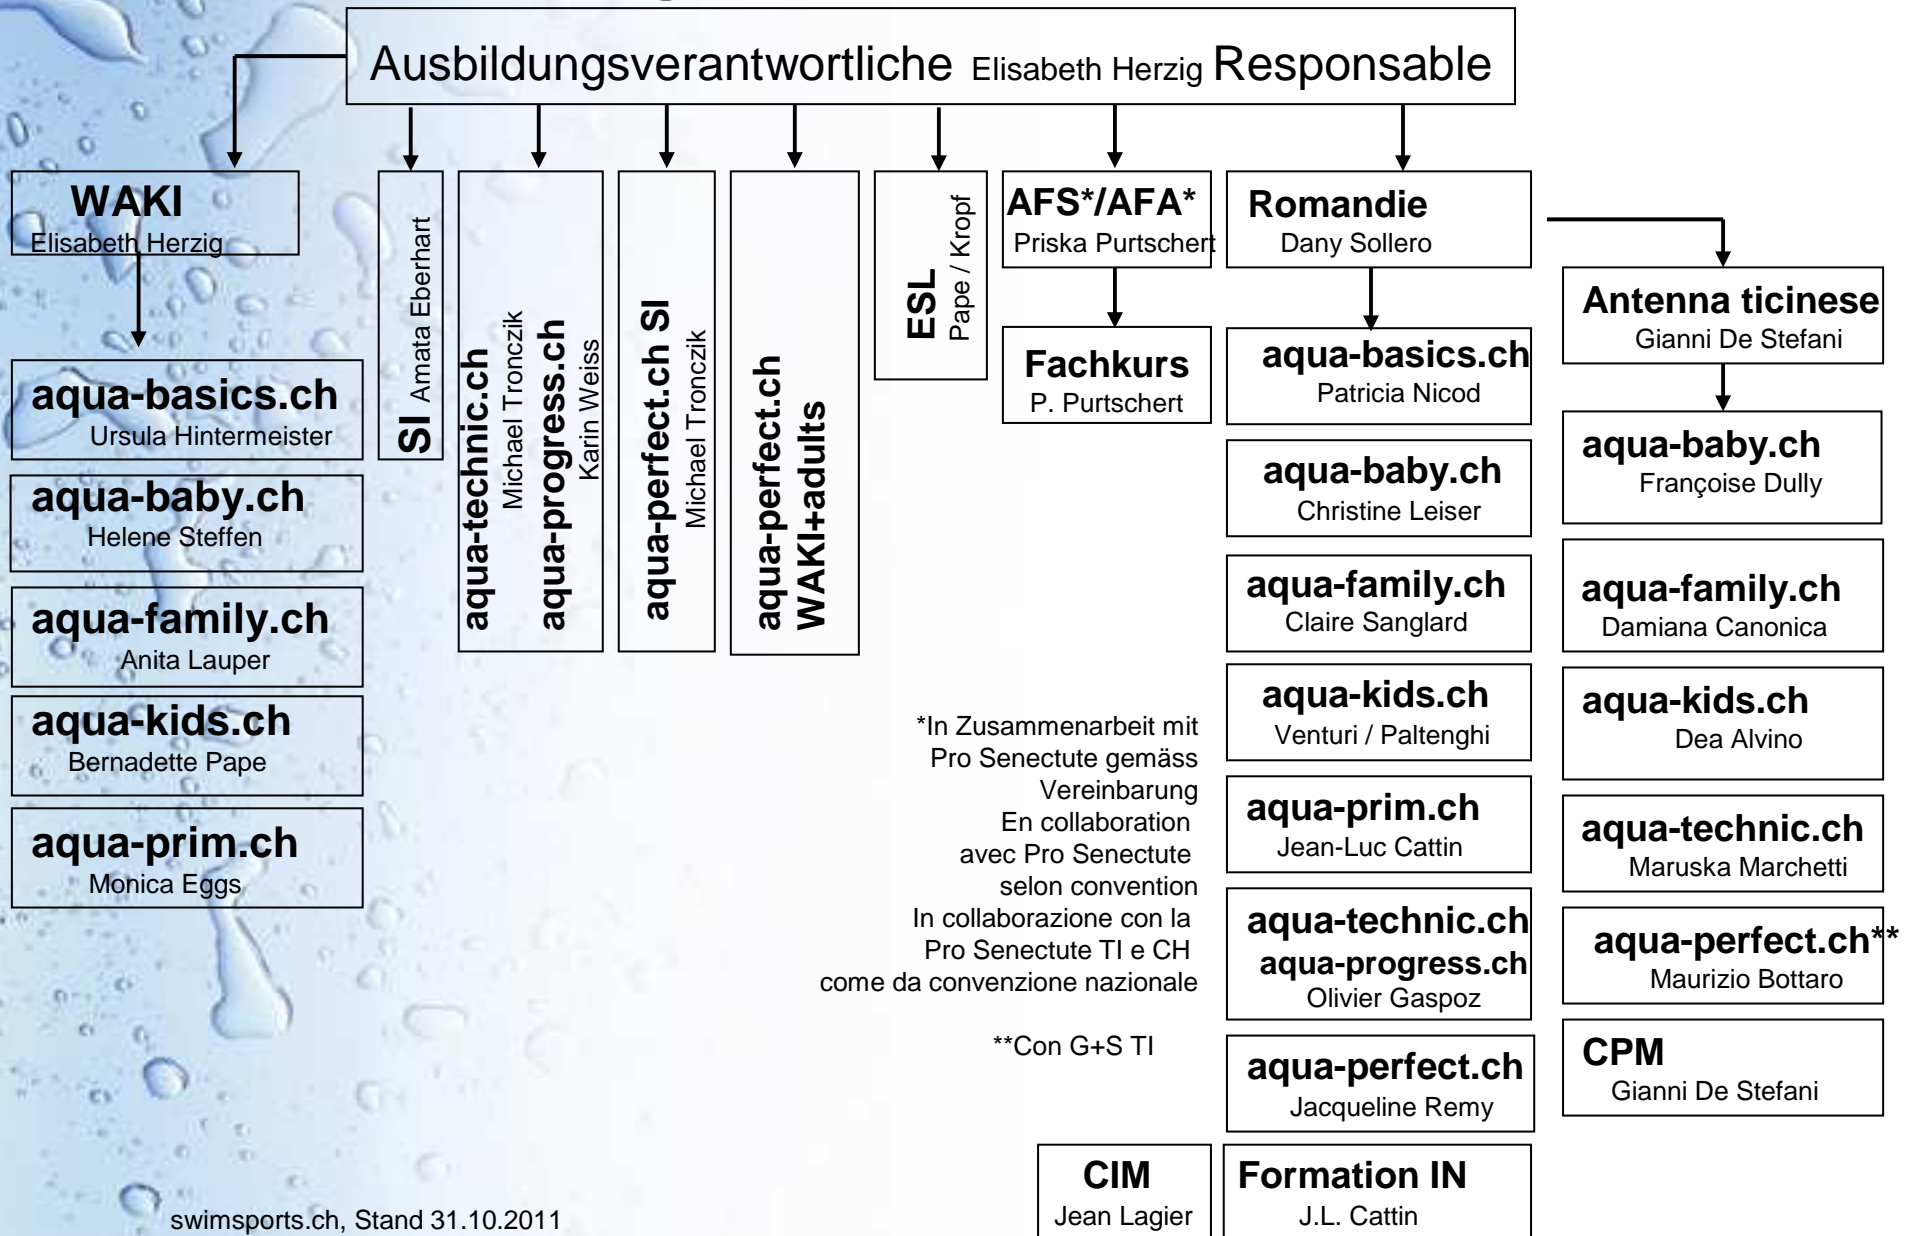 Ausbildungsverantwortliche Elisabeth Herzig Responsable
WAKI
Elisabeth Herzig
aqua-basics.ch
Ursula Hintermeister
aqua-baby.ch
Helene Steffen
aqua-family.ch
Anita Lauper
aqua-kids.ch
Bernadette Pape
aqua-prim.ch
Monica Eggs
SI Amata Eberhart
aqua-technic.ch
Michael Tronczik
aqua-progress.ch
Karin Weiss
aqua-perfect.ch SI
Michael Tronczik
aqua-perfect.ch
WAKI+adults
ESL
Pape / Kropf
AFS*/AFA*
Priska Purtschert
Fachkurs
P. Purtschert
Romandie
Dany Sollero
aqua-basics.ch
Patricia Nicod
aqua-baby.ch
Christine Leiser
aqua-family.ch
Claire Sanglard
aqua-kids.ch
Venturi / Paltenghi
aqua-prim.ch
Jean-Luc Cattin
aqua-technic.ch
aqua-progress.ch
Olivier Gaspoz
aqua-perfect.ch
Jacqueline Remy
CIM
Jean Lagier
Formation IN
J.L. Cattin
Antenna ticinese
Gianni De Stefani
aqua-baby.ch
Françoise Dully
aqua-family.ch
Damiana Canonica
aqua-kids.ch
Dea Alvino
aqua-technic.ch
Maruska Marchetti
aqua-perfect.ch**
Maurizio Bottaro
CPM
Gianni De Stefani
*In Zusammenarbeit mit
Pro Senectute gemäss
Vereinbarung
En collaboration
avec Pro Senectute
selon convention
In collaborazione con la
Pro Senectute TI e CH
come da convenzione nazionale
**Con G+S TI
swimsports.ch, Stand 31.10.2011